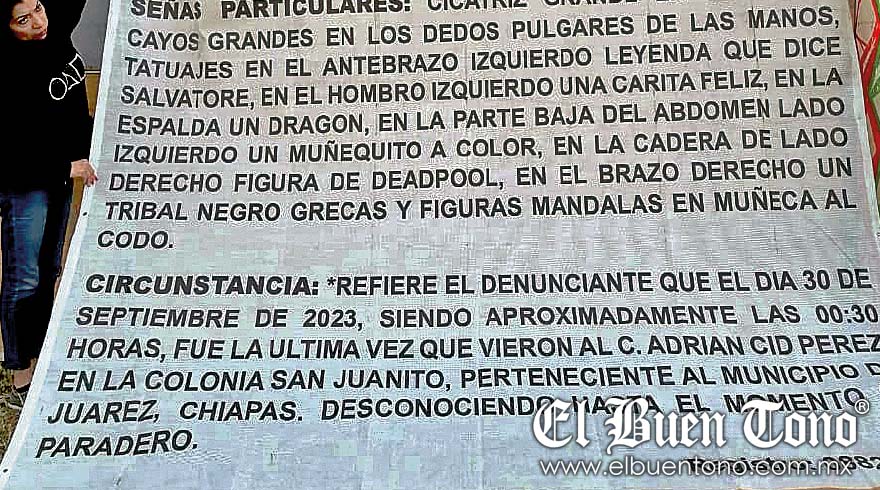 SEÑAS PARTICULARES: CICATRIZ GRANDE
CAYOS GRANDES EN LOS DEDOS PULGARES DE LAS MANOS,
TATUAJES EN EL ANTEBRAZO IZQUIERDO LEYENDA QUE DICE
SALVATORE, EN EL HOMBRO IZQUIERDO UNA CARITA FELIZ, EN LA
ESPALDA UN DRAGON, EN LA PARTE BAJA DEL ABDOMEN LADO
IZQUIERDO UN MUÑEQUITO A COLOR, EN LA CADERA DE LADO
DERECHO FIGURA DE DEADPOOL, EN EL BRAZO DERECHO UN
TRIBAL NEGRO GRECAS Y FIGURAS MANDALAS EN MUÑECA AL
CODO.
CIRCUNSTANCIA: *REFIERE EL DENUNCIANTE QUE EL DIA 30 DE
SEPTIEMBRE DE 2023, SIENDO APROXIMADAMENTE LAS 00:30
HORAS, FUE LA ULTIMA VEZ QUE VIERON AL C. ADRIAN CID PEREZ
EN LA COLONIA SAN JUANITO, PERTENECIENTE AL MUNICIPIO D
JUAREZ, CHIAPAS. DESCONOCIENDO HASTA EL MOMENTO
PARADERO.
El Buen Tono®
www.elbuentono.com.mx